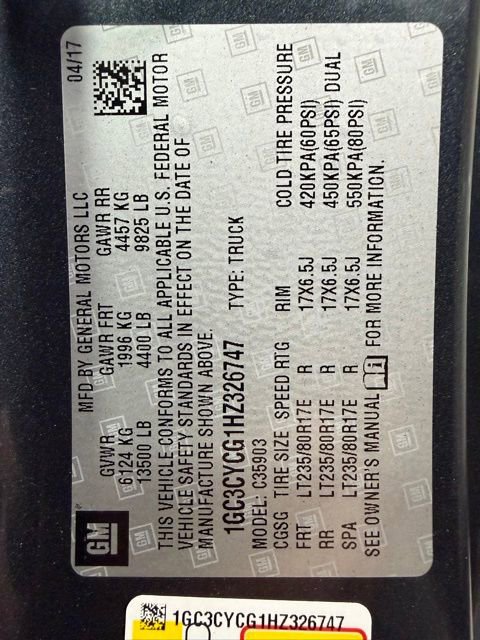 GM
MFD BY GENERAL MOTORS LLC 04/17
GVWR GAWR FRT GAWR RR
6124 KG 1996 KG 4457 KG
13500 LB 4400 LB 9825 LB
THIS VEHICLE CONFORMS TO ALL APPLICABLE U.S. FEDERAL MOTOR
VEHICLE SAFETY STANDARDS IN EFFECT ON THE DATE OF
MANUFACTURE SHOWN ABOVE.
1GC3CYCG1HZ326747 TYPE: TRUCK
MODEL: C35903
CGSG TIRE SIZE SPEED RTG RIM COLD TIRE PRESSURE
FRT LT235/80R17E R 17X6.5J 420KPA(60PSI)
RR LT235/80R17E R 17X6.5J 450KPA(65PSI) DUAL
SPA LT235/80R17E R 17X6.5J 550KPA(80PSI)
SEE OWNER'S MANUAL FOR MORE INFORMATION.
1GC3CYCG1HZ326747